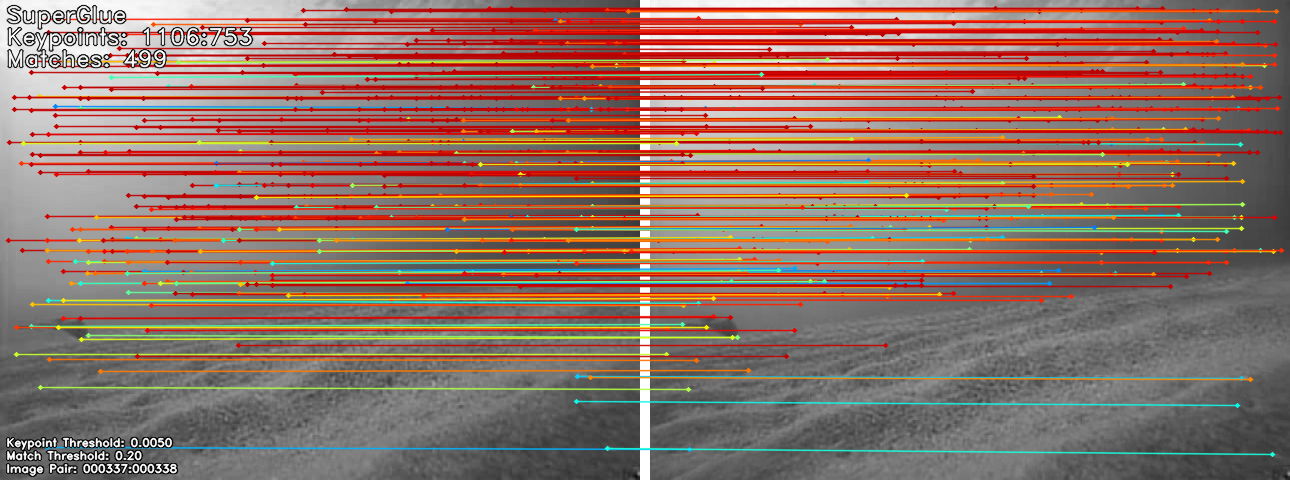 SuperGlue
Keypoints: 1106:753
Matches: 499
Keypoint Threshold: 0.0050
Match Threshold: 0.20
Image Pair: 000337:000338